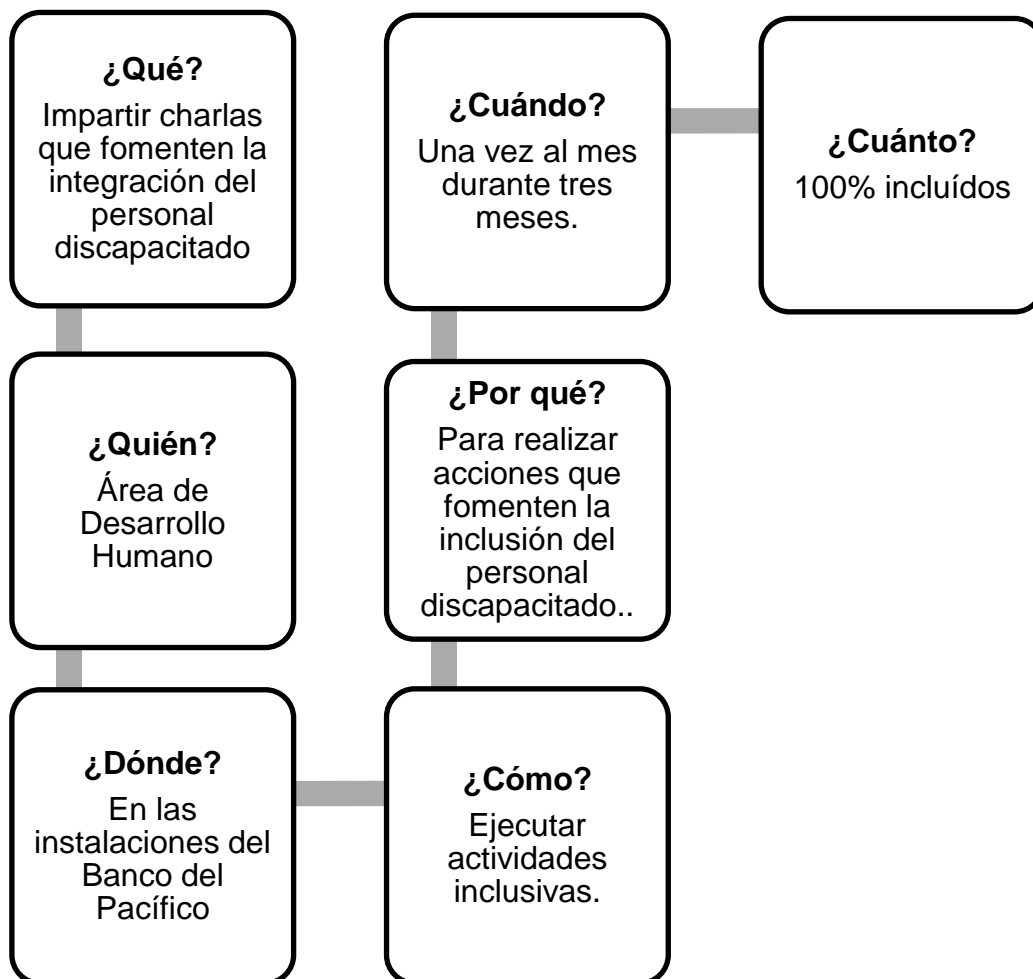 ¿Qué?
Impartir charlas
que fomenten la
integración del
personal
discapacitado
¿Quién?
Área de
Desarrollo
Humano
¿Dónde?
En las
instalaciones del
Banco del
Pacífico
¿Cómo?
Ejecutar
actividades
inclusivas.
¿Por qué?
Para realizar
acciones que
fomenten la
inclusión del
personal
discapacitado..
¿Cuándo?
Una vez al mes
durante tres
meses.
¿Cuánto?
100% incluídos